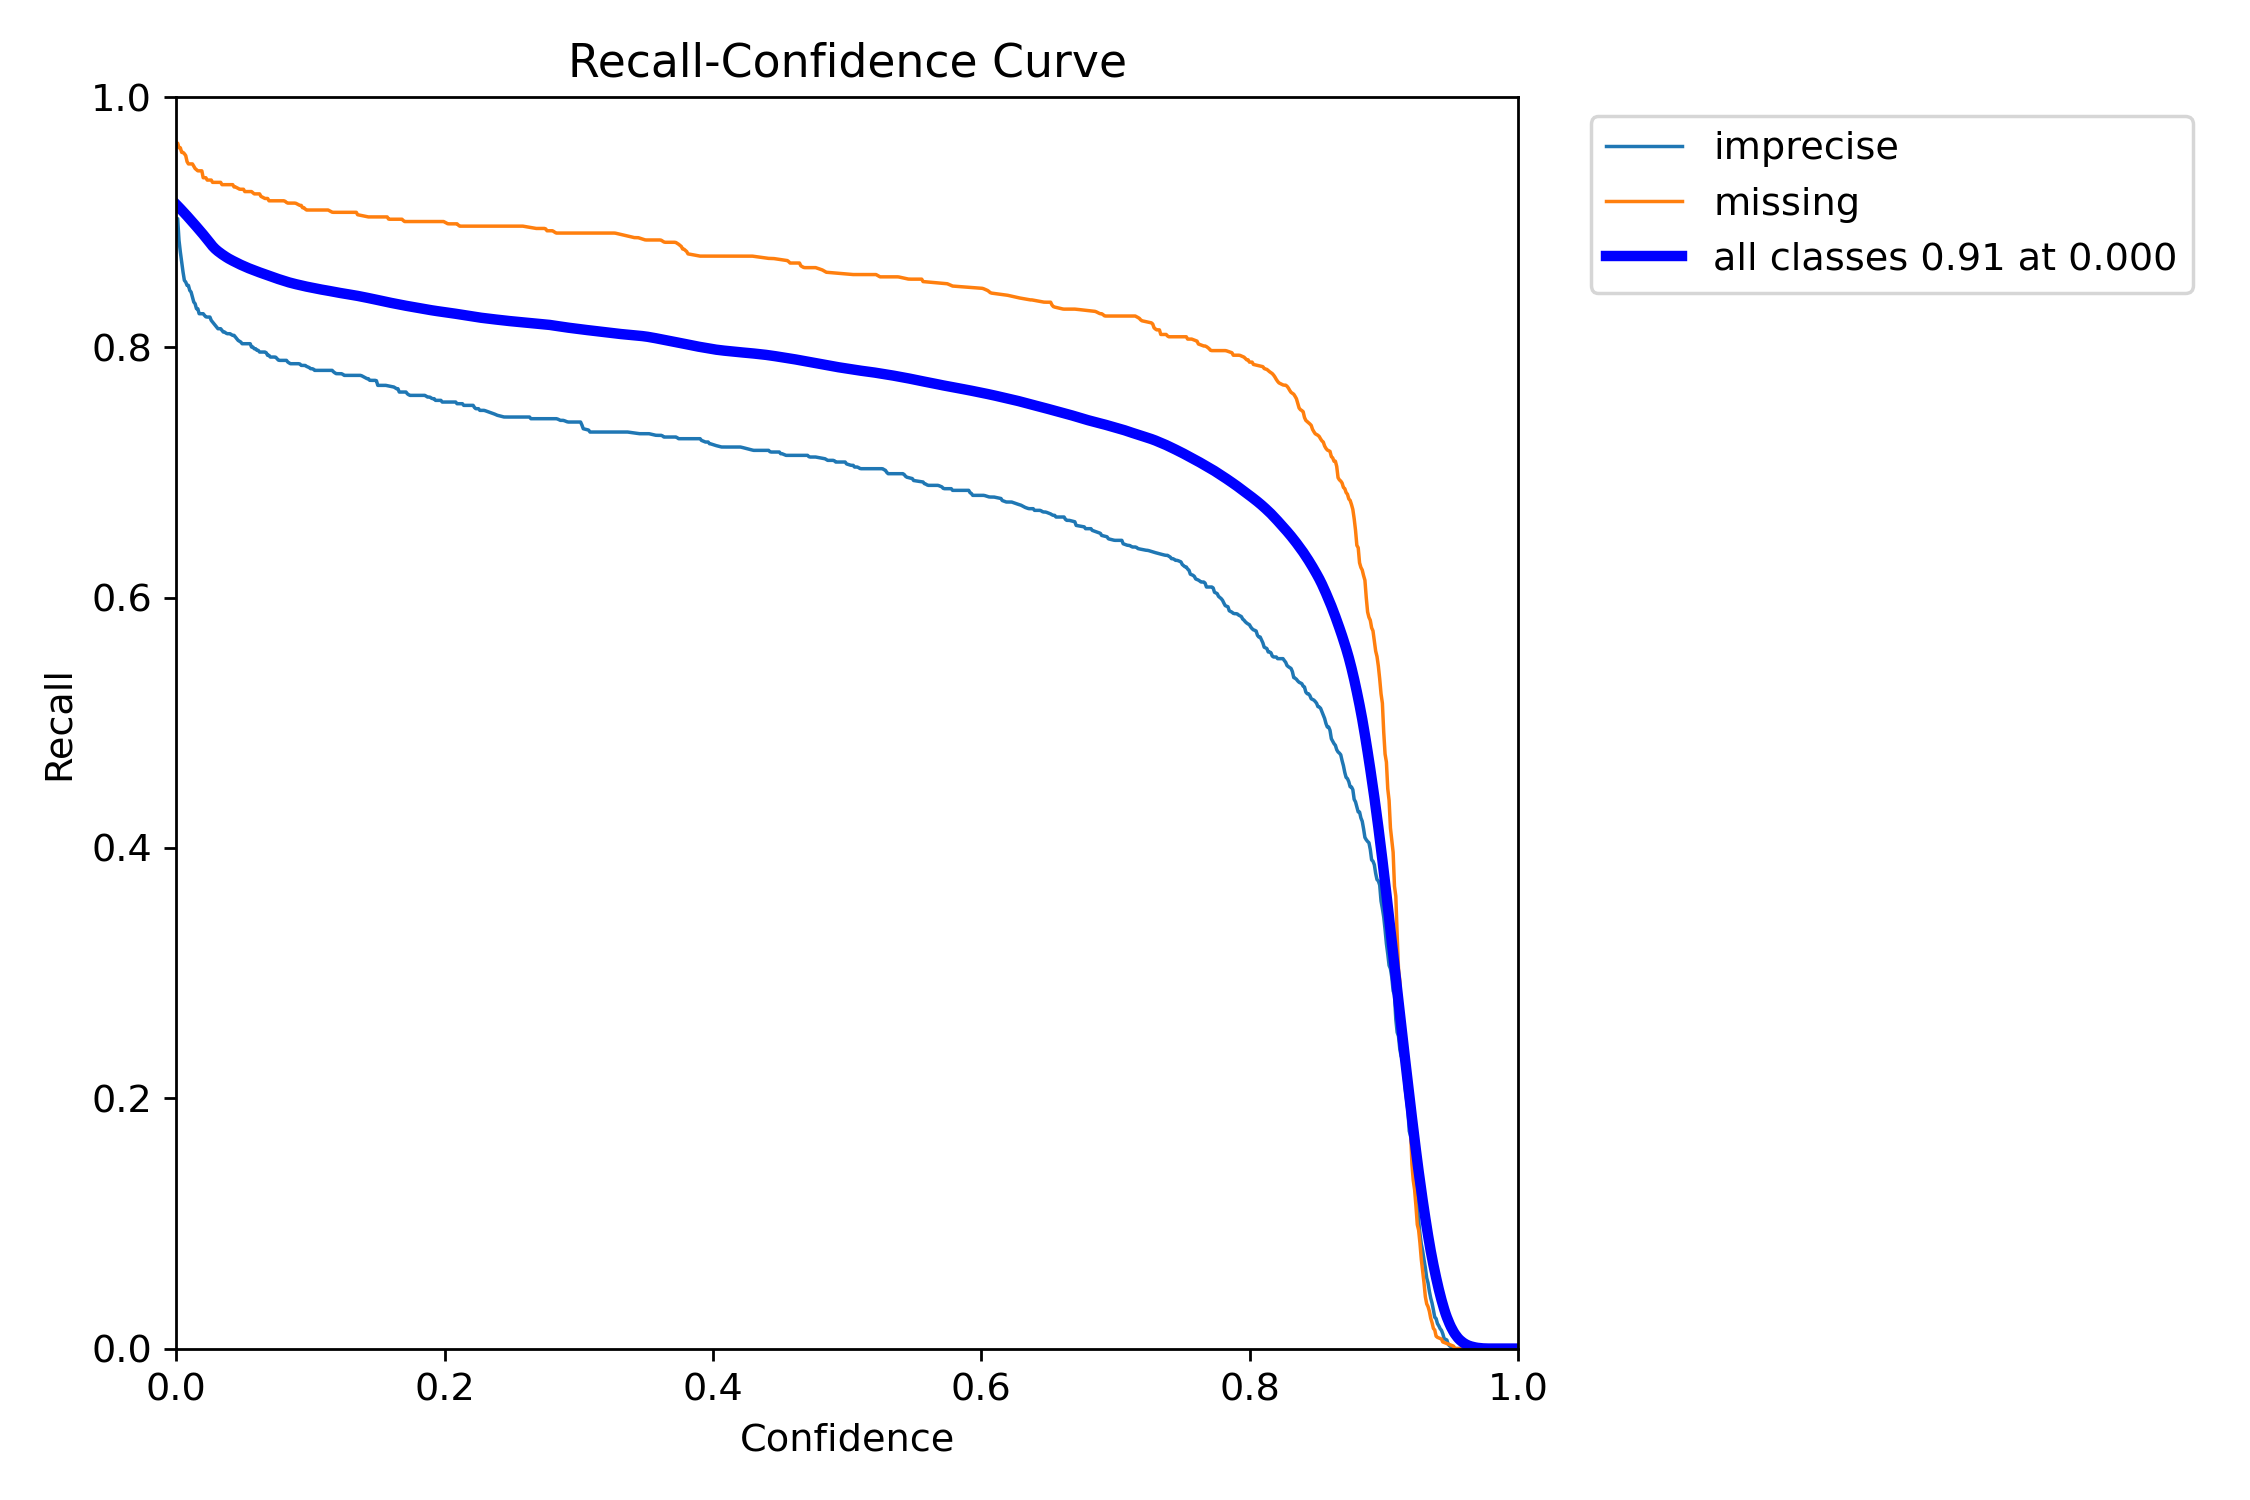 Recall-Confidence Curve
1.0
0.8
0.6
0.4
0.2
0.0
Recall
0.0 0.2 0.4 0.6 0.8 1.0
Confidence
imprecise
missing
all classes 0.91 at 0.000